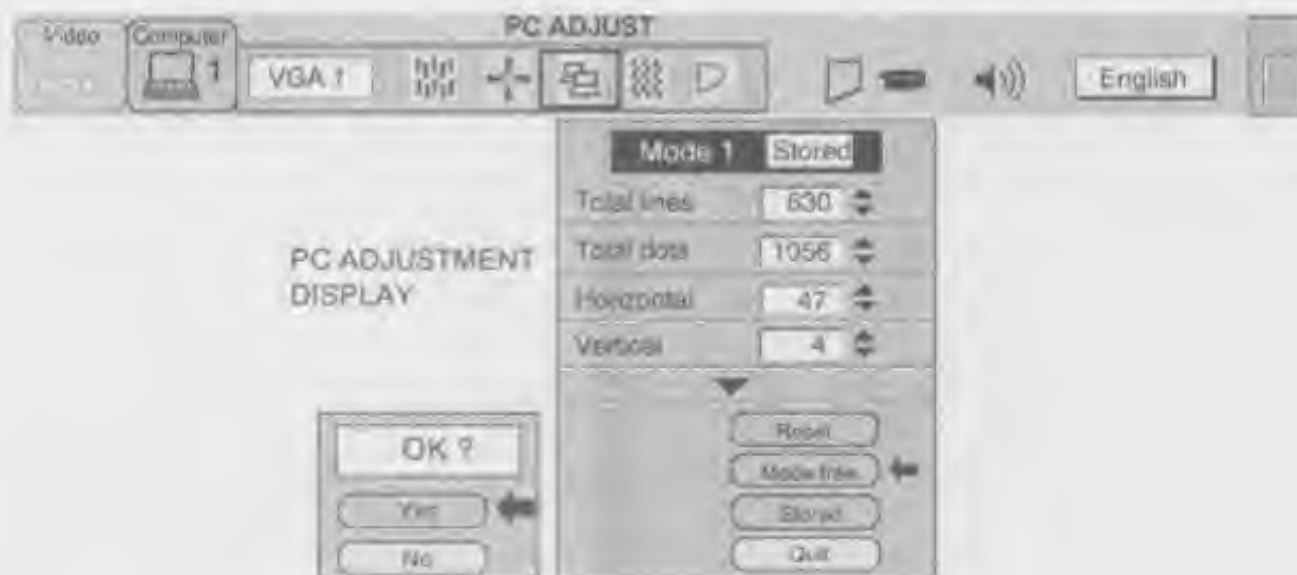 PC ADJUST
Video
Computer
1
VGA 1
English
Mode 1 Stored
Total lines 630
Total dots 1056
Horizontal 47
Vertical 4
PC ADJUSTMENT
DISPLAY
Reset
Mode free
Stored
Quit
OK ?
Yes
No